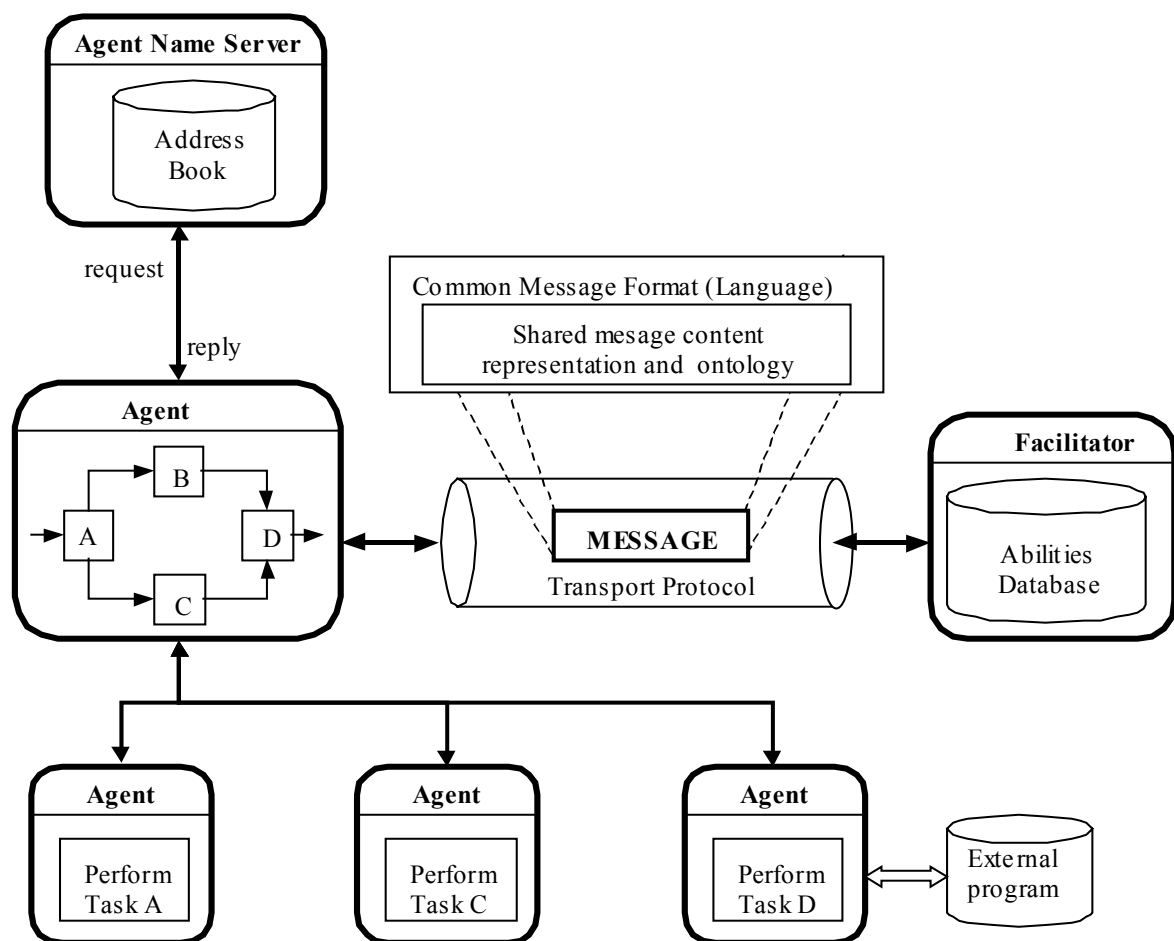 Agent Name Server
Address
Book
request
reply
Common Message Format (Language)
Shared mesage content
representation and ontology
Agent
A
B
C
D
MESSAGE
Transport Protocol
Facilitator
Abilities
Database
Agent
Perform
Task A
Agent
Perform
Task C
Agent
Perform
Task D
External
program